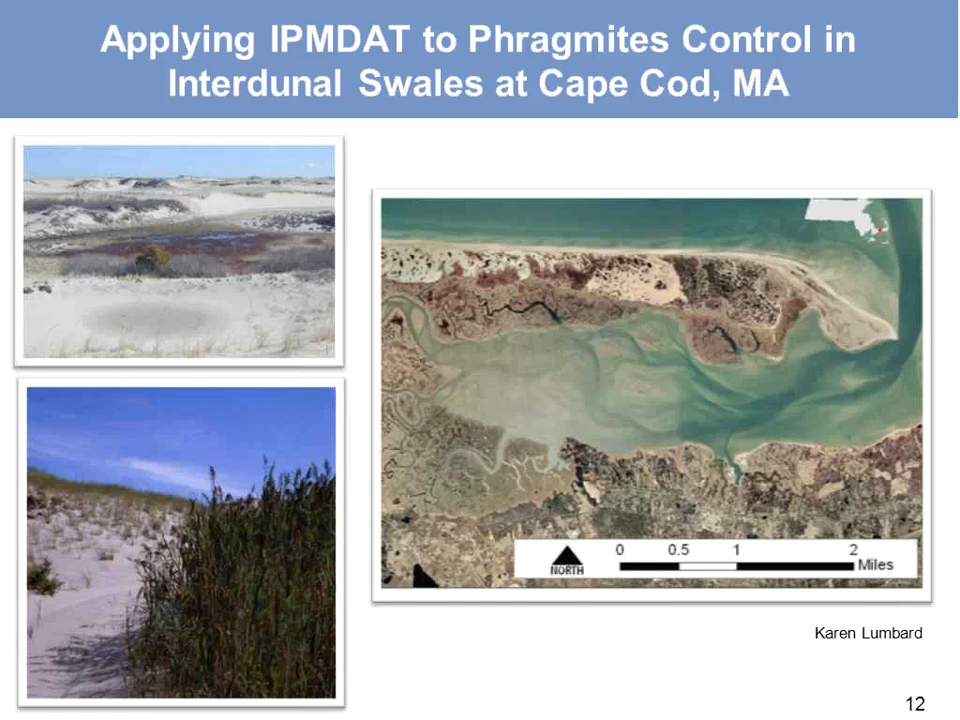 Applying IPMDAT to Phragmites Control in
Interdunal Swales at Cape Cod, MA
NORTH
0 0.5 1 2
Miles
Karen Lumbard
12